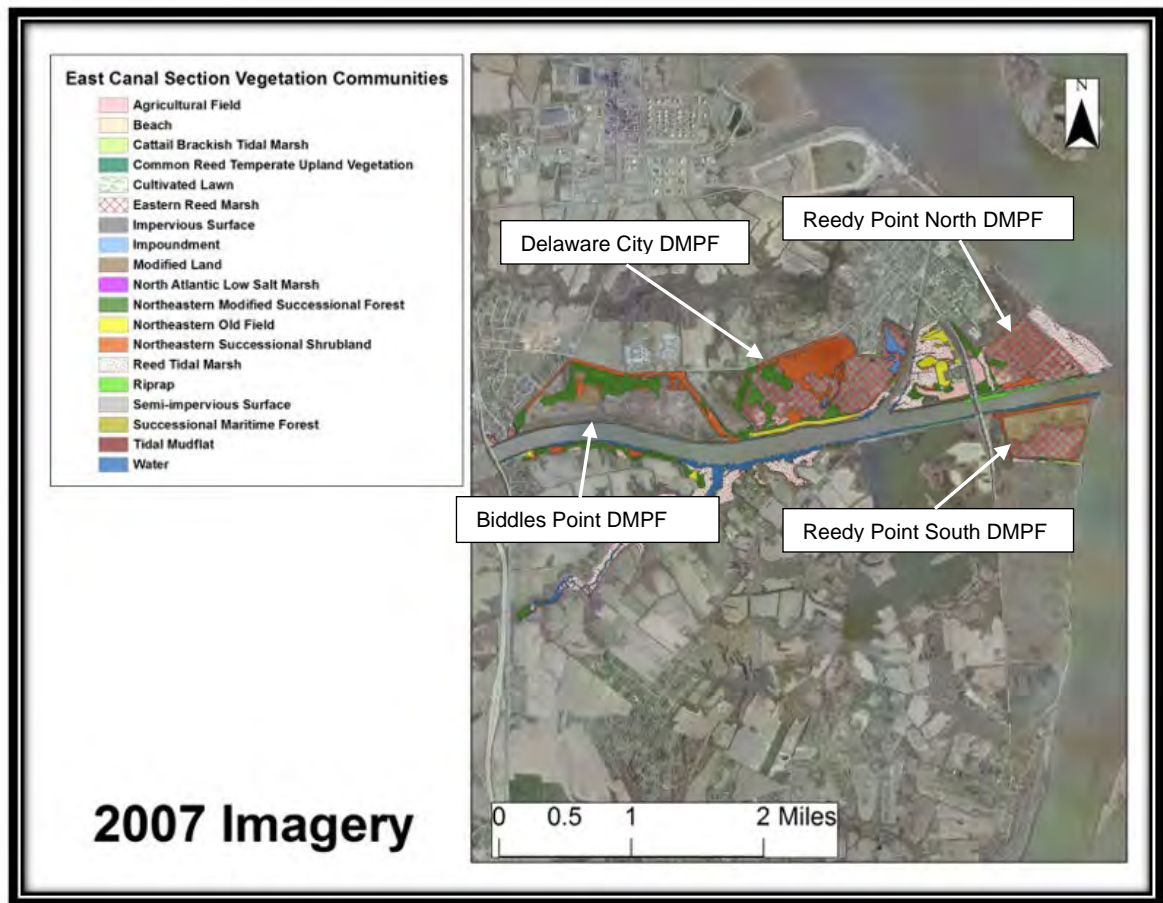 East Canal Section Vegetation Communities
Agricultural Field
Beach
Cattail Brackish Tidal Marsh
Common Reed Temperate Upland Vegetation
Cultivated Lawn
Eastern Reed Marsh
Impervious Surface
Impoundment
Modified Land
North Atlantic Low Salt Marsh
Northeastern Modified Successional Forest
Northeastern Old Field
Northeastern Successional Shrubland
Reed Tidal Marsh
Riprap
Semi-impervious Surface
Successional Maritime Forest
Tidal Mudflat
Water
N
Reedy Point North DMPF
Delaware City DMPF
Biddles Point DMPF
Reedy Point South DMPF
2007 Imagery
0 0.5 1 2 Miles